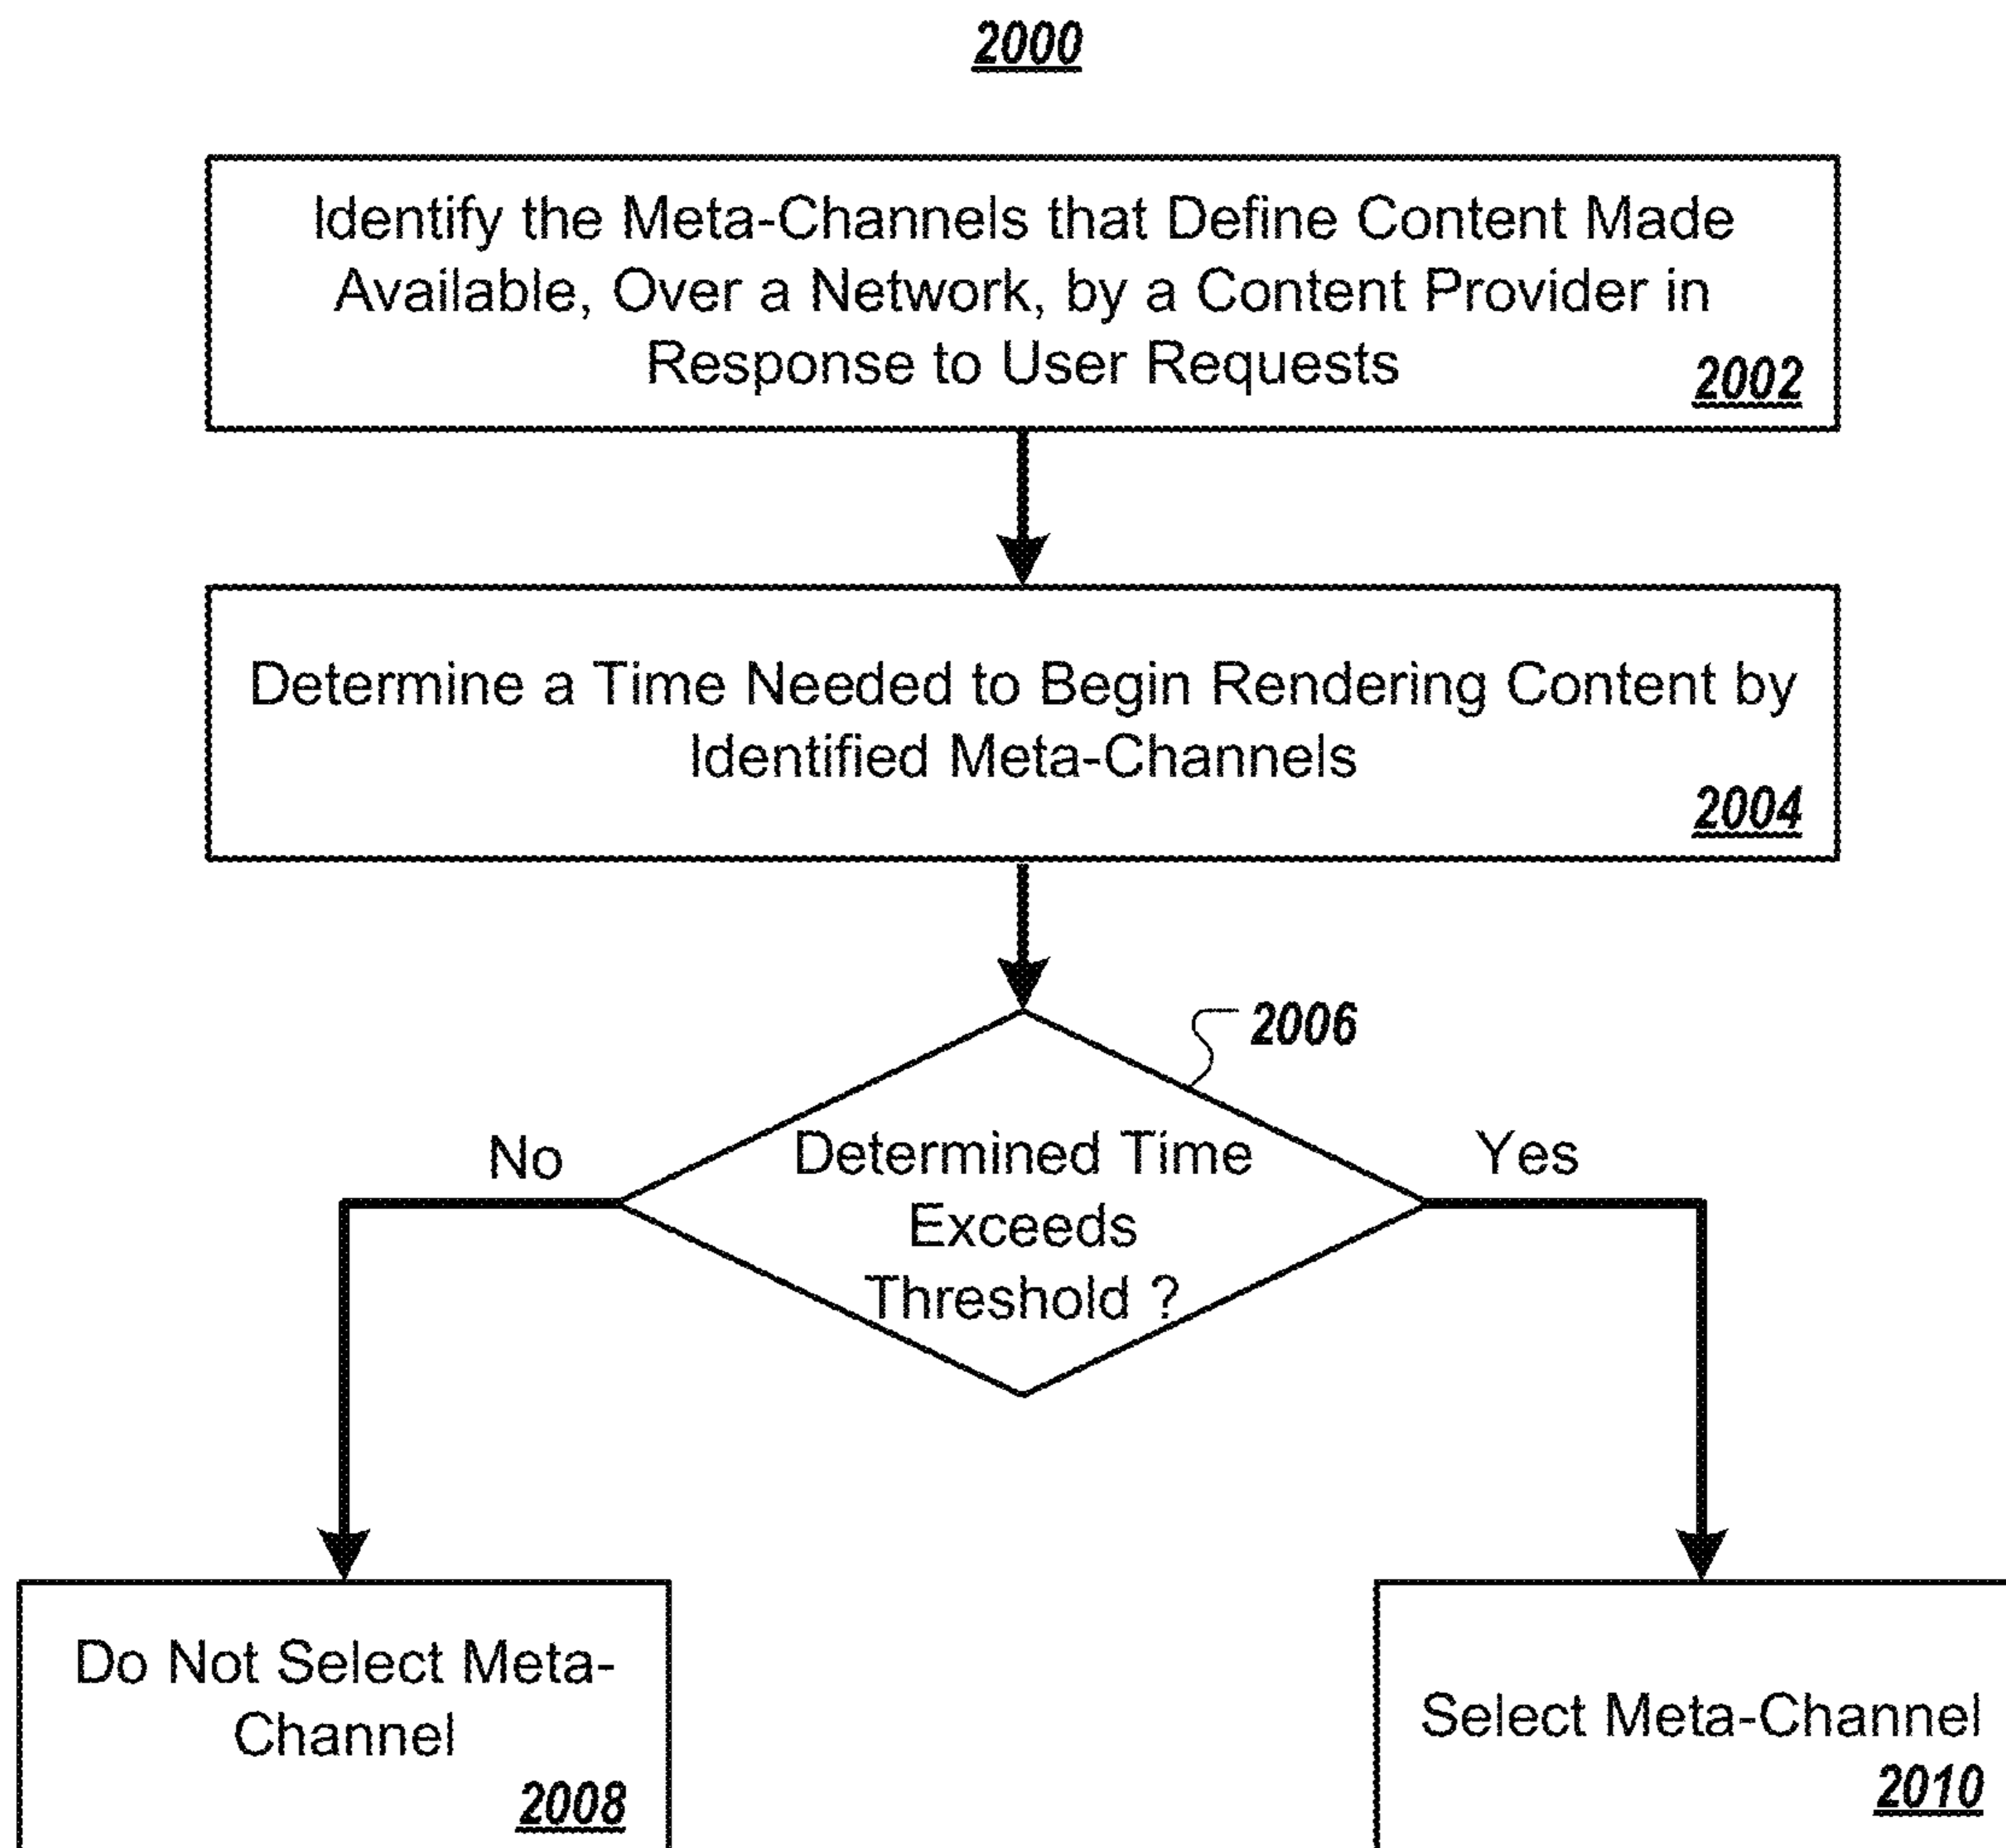 2000
Identify the Meta-Channels that Define Content Made
Available, Over a Network, by a Content Provider in
Response to User Requests
2002
Determine a Time Needed to Begin Rendering Content by
Identified Meta-Channels
2004
2006
No
Determined Time
Exceeds
Threshold ?
Yes
Do Not Select Meta-
Channel
2008
Select Meta-Channel
2010